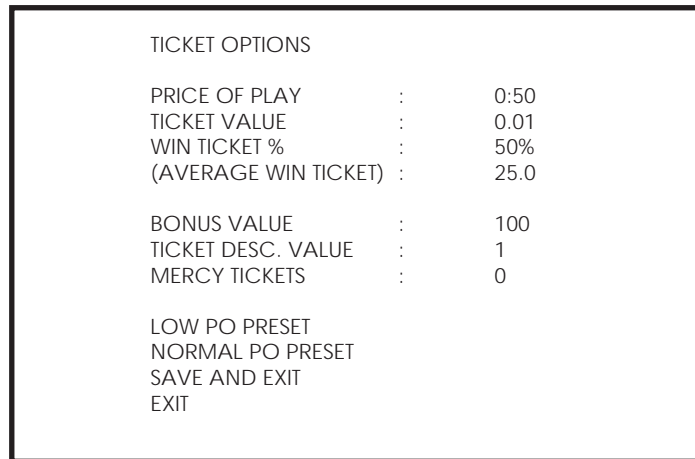 TICKET OPTIONS
PRICE OF PLAY : 0:50
TICKET VALUE : 0.01
WIN TICKET % : 50%
(AVERAGE WIN TICKET) : 25.0
BONUS VALUE : 100
TICKET DESC. VALUE : 1
MERCY TICKETS : 0
LOW PO PRESET
NORMAL PO PRESET
SAVE AND EXIT
EXIT